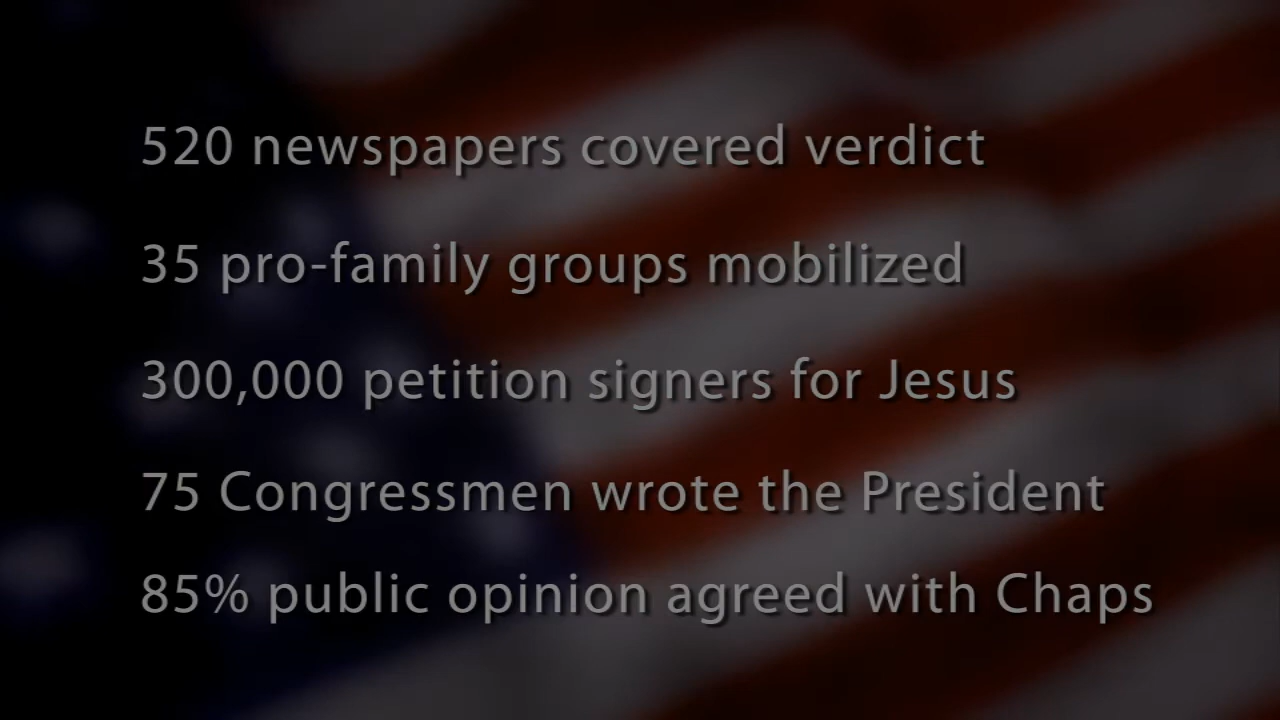 520 newspapers covered verdict
35 pro-family groups mobilized
300,000 petition signers for Jesus
75 Congressmen wrote the President
85% public opinion agreed with Chaps